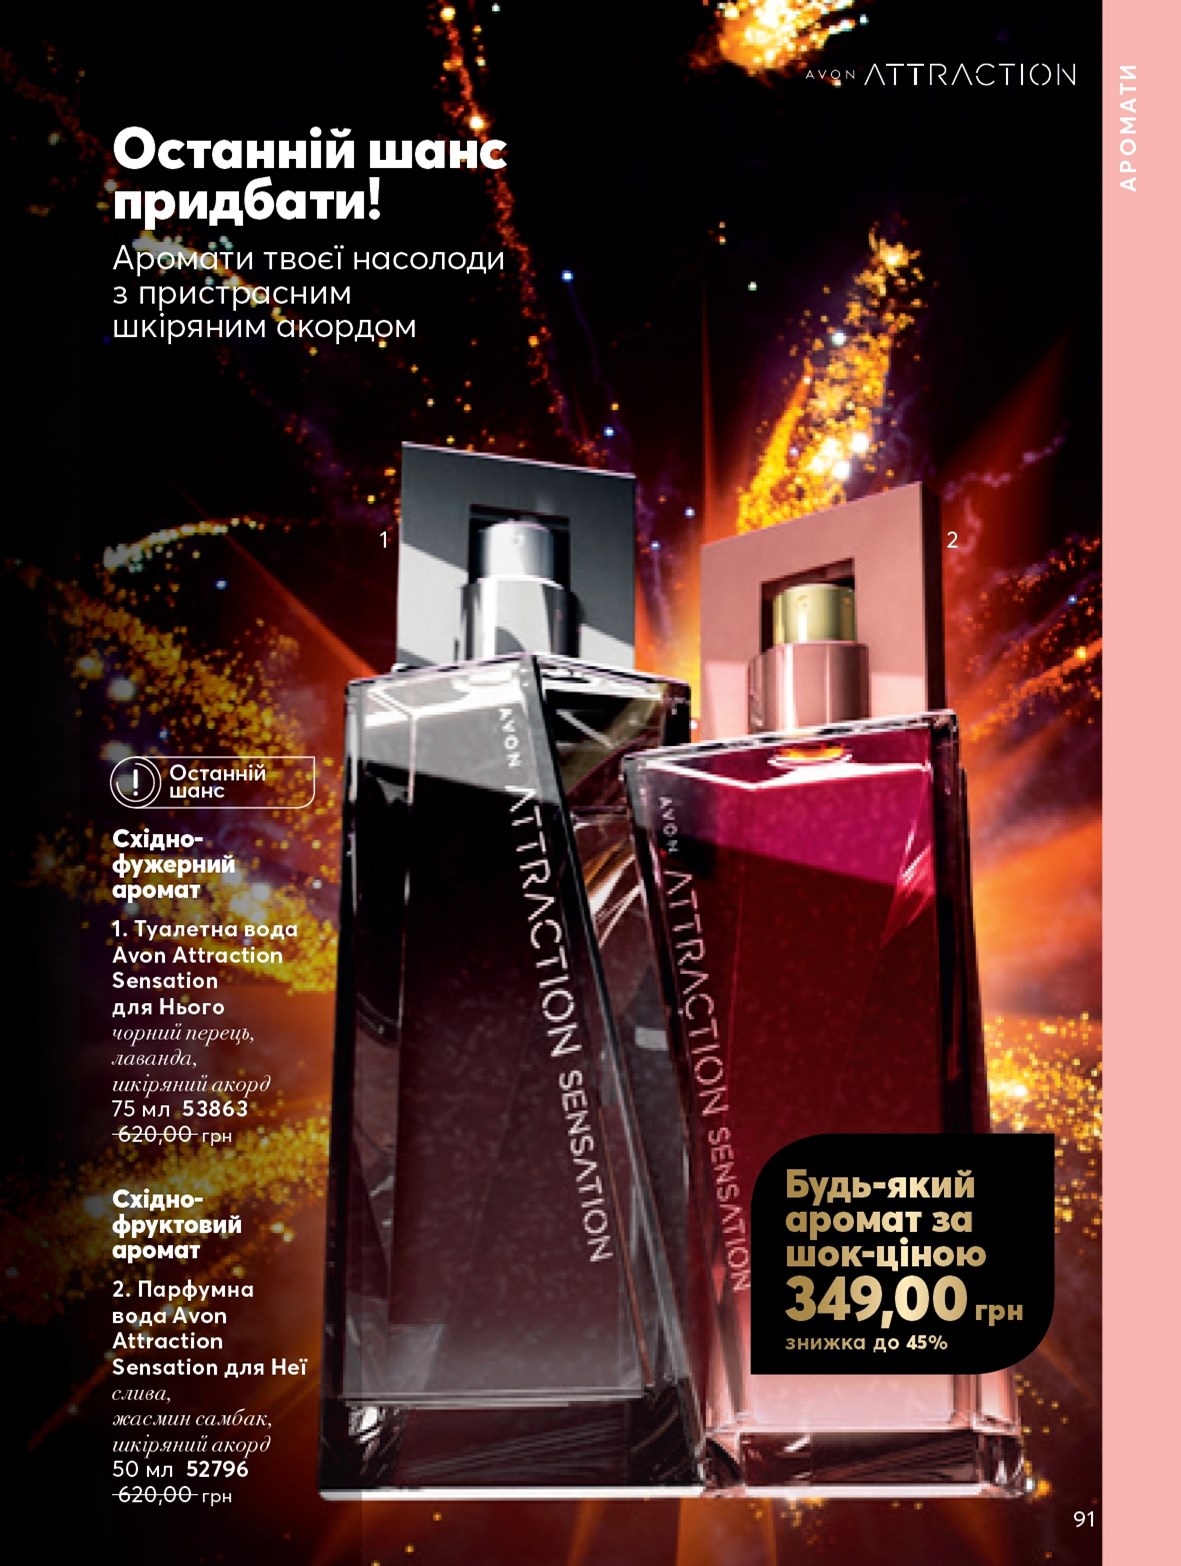 AVON ATTRACTION
АРОМАТИ
Останній шанс
придбати!
Аромати твоєї насолоди
з пристрасним
шкіряним акордом
1
2
AVON
ATTRACTION SENSATION
AVON
ATTRACTION SENSATION
Останній
шанс
Східно-
фужерний
аромат
1. Туалетна вода
Avon Attraction
Sensation
для Нього
чорний перець,
лаванда,
шкіряний акорд
75 мл 53863
620,00 грн
Східно-
фруктовий
аромат
2. Парфумна
вода Avon
Attraction
Sensation для Неї
слива,
жасмин самбак,
шкіряний акорд
50 мл 52796
620,00 грн
Будь-який
аромат за
шок-ціною
349,00 грн
знижка до 45%
91